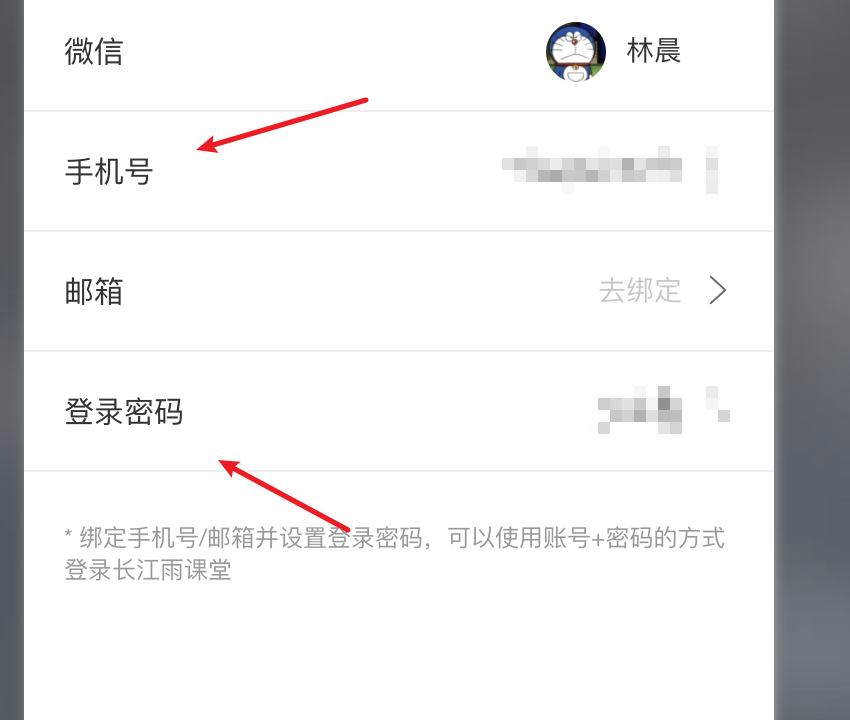 微信 林晨
手机号
邮箱 去绑定
登录密码
* 绑定手机号/邮箱并设置登录密码，可以使用账号+密码的方式
登录长江雨课堂